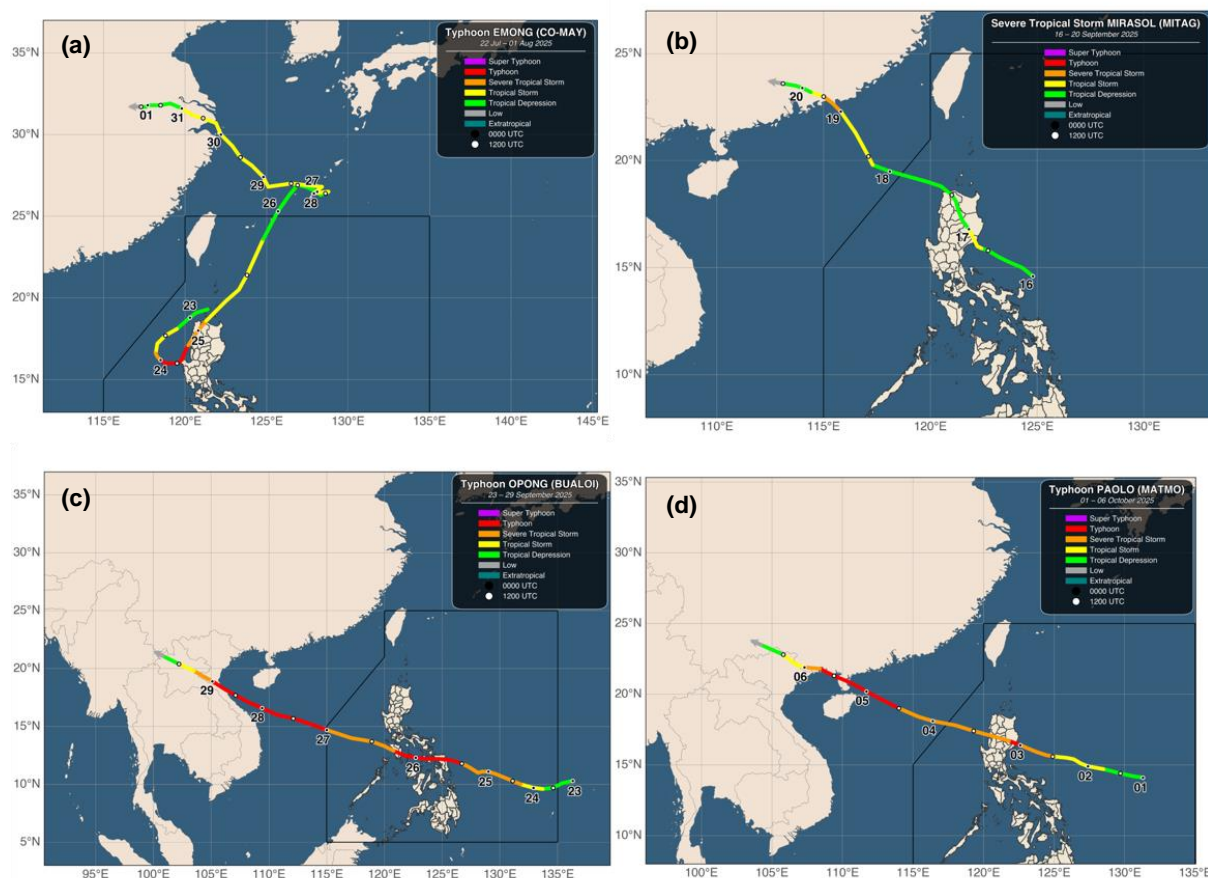 (a)
Typhoon EMONG (CO-MAY)
22 Jul – 01 Aug 2025
Super Typhoon
Typhoon
Severe Tropical Storm
Tropical Storm
Tropical Depression
Low
Extratropical
0000 UTC
1200 UTC
35°N
30°N
25°N
20°N
15°N
01
31
30
29
27
28
26
23
25
24
115°E
120°E
125°E
130°E
135°E
140°E
145°E
(b)
Severe Tropical Storm MIRASOL (MITAG)
16 – 20 September 2025
Super Typhoon
Typhoon
Severe Tropical Storm
Tropical Storm
Tropical Depression
Low
Extratropical
0000 UTC
1200 UTC
25°N
20°N
15°N
10°N
20
19
18
17
16
110°E
115°E
120°E
125°E
130°E
(c)
Typhoon OPONG (BUALOI)
23 – 29 September 2025
Super Typhoon
Typhoon
Severe Tropical Storm
Tropical Storm
Tropical Depression
Low
Extratropical
0000 UTC
1200 UTC
35°N
30°N
25°N
20°N
15°N
10°N
5°N
29
28
27
26
25
24
23
95°E
100°E
105°E
110°E
115°E
120°E
125°E
130°E
135°E
(d)
Typhoon PAOLO (MATMO)
01 – 06 October 2025
Super Typhoon
Typhoon
Severe Tropical Storm
Tropical Storm
Tropical Depression
Low
Extratropical
0000 UTC
1200 UTC
35°N
30°N
25°N
20°N
15°N
10°N
06
05
04
03
02
01
100°E
105°E
110°E
115°E
120°E
125°E
130°E
135°E